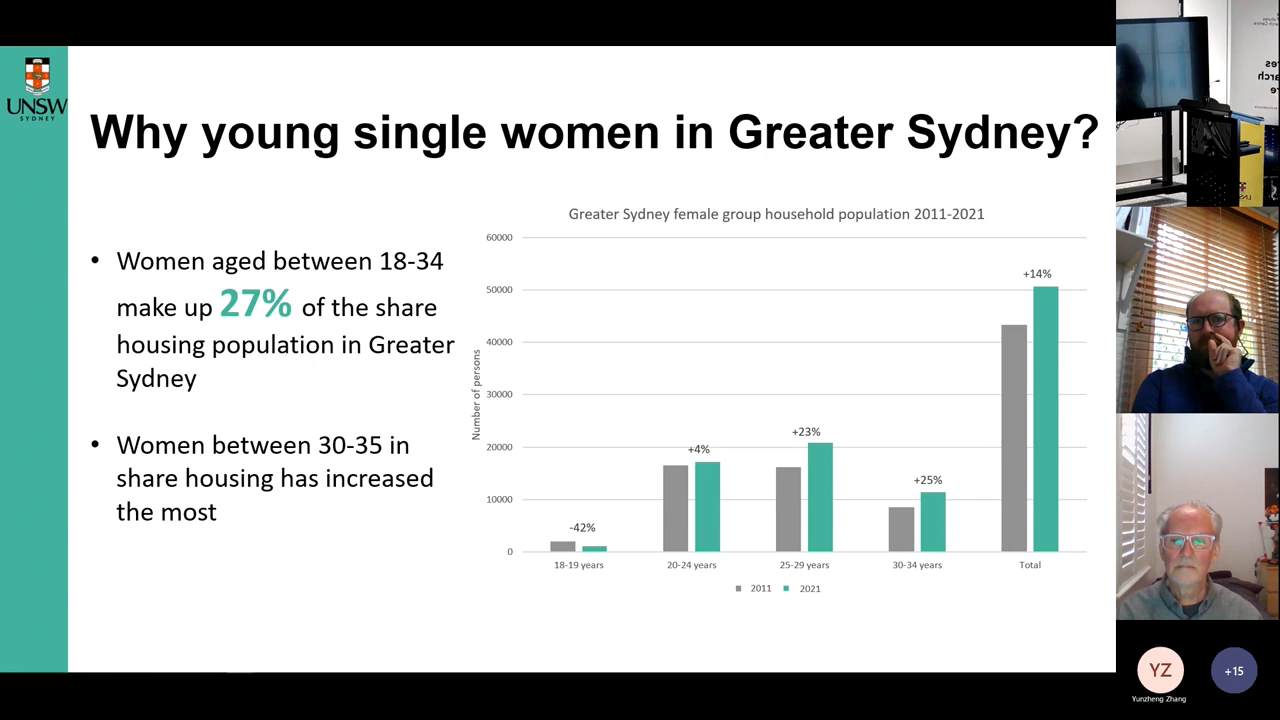 UNSW
SYDNEY
Why young single women in Greater Sydney?
• Women aged between 18-34
make up 27% of the share
housing population in Greater
Sydney
• Women between 30-35 in
share housing has increased
the most
Greater Sydney female group household population 2011-2021
Number of persons
60000
50000
40000
30000
20000
10000
0
-42%
+4%
+23%
+25%
+14%
18-19 years
20-24 years
25-29 years
30-34 years
Total
2011
2021
YZ
Yunzheng Zhang
+15